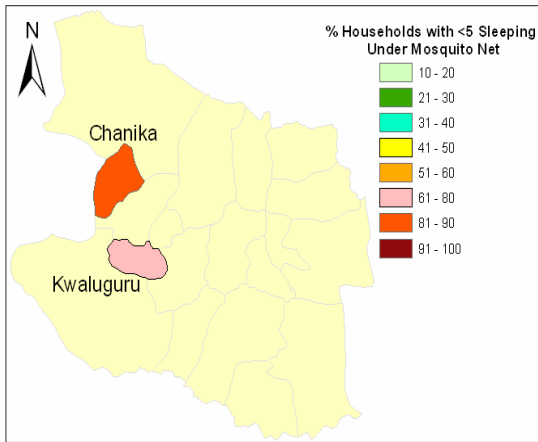 N
% Households with <5 Sleeping
Under Mosquito Net
10 - 20
21 - 30
31 - 40
41 - 50
51 - 60
61 - 80
81 - 90
91 - 100
Chanika
Kwaluguru